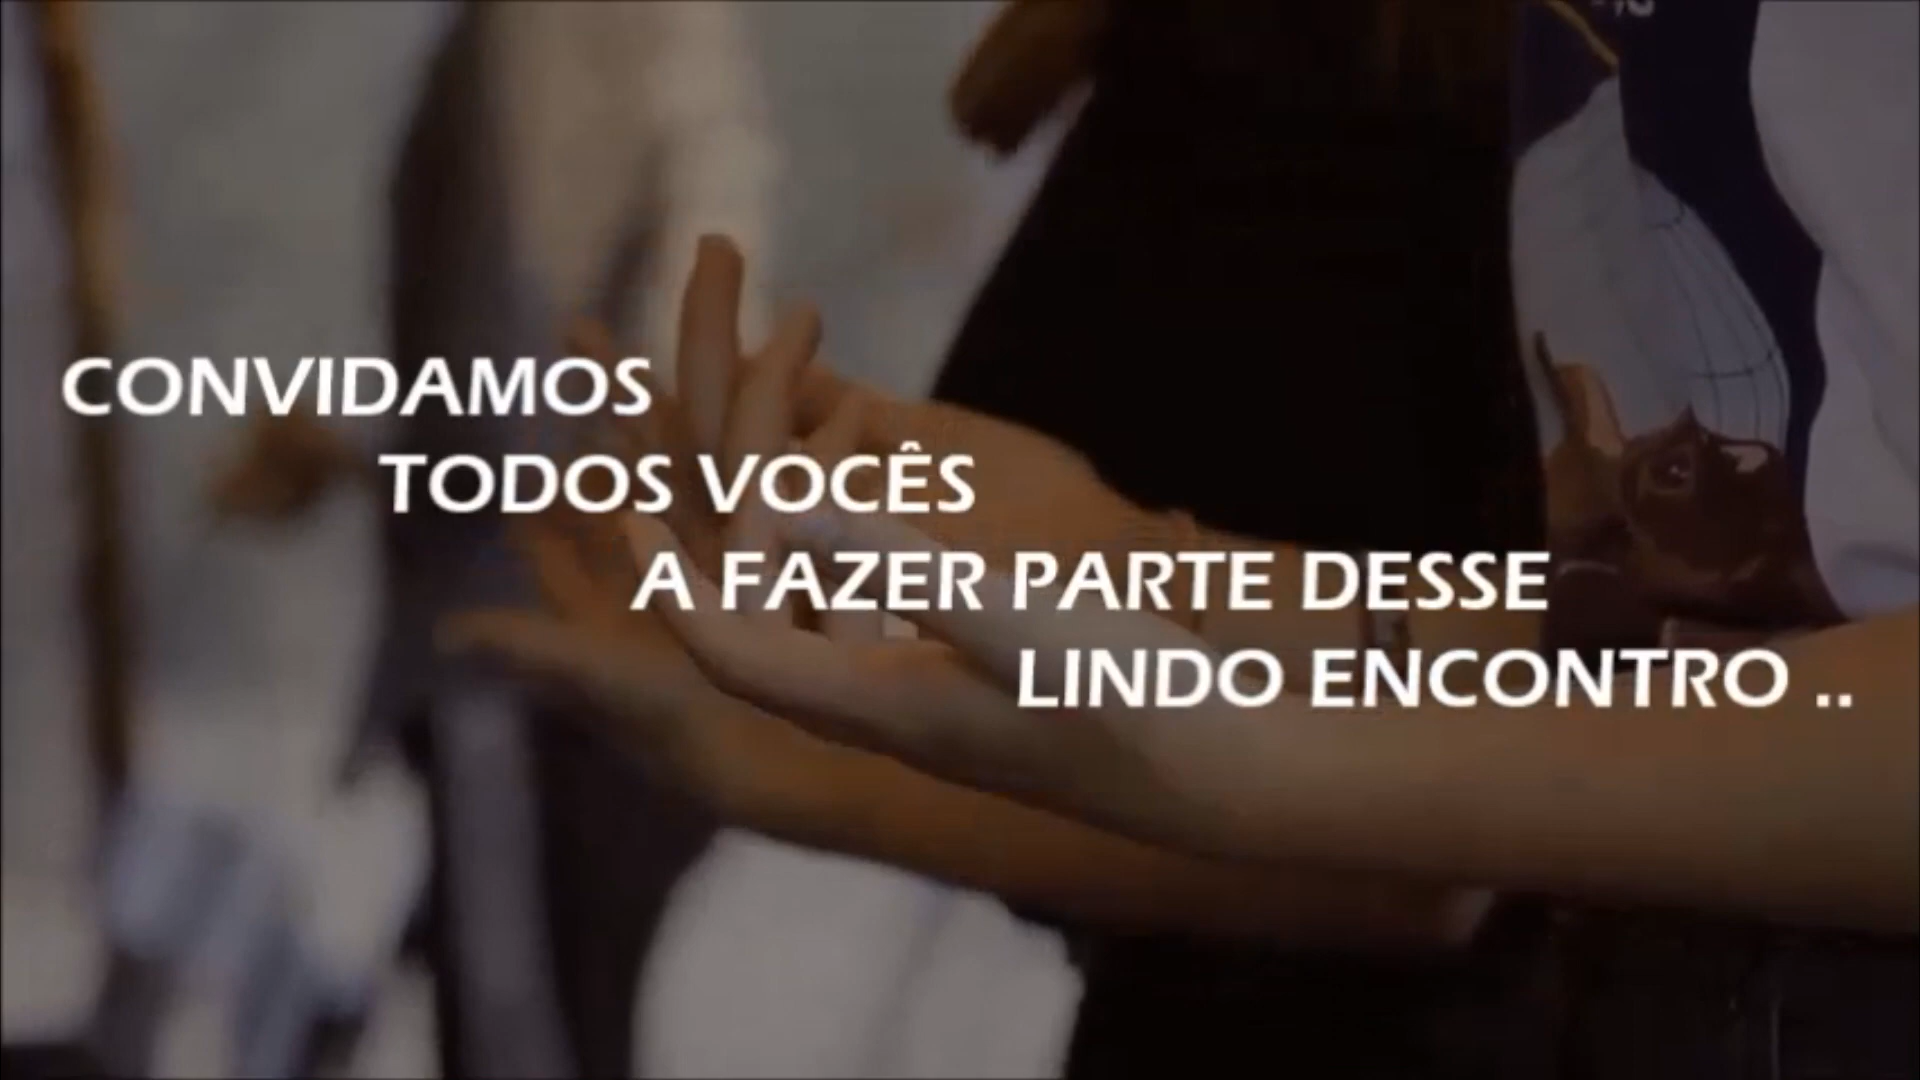 CONVIDAMOS
TODOS VOCÊS
A FAZER PARTE DESSE
LINDO ENCONTRO ..